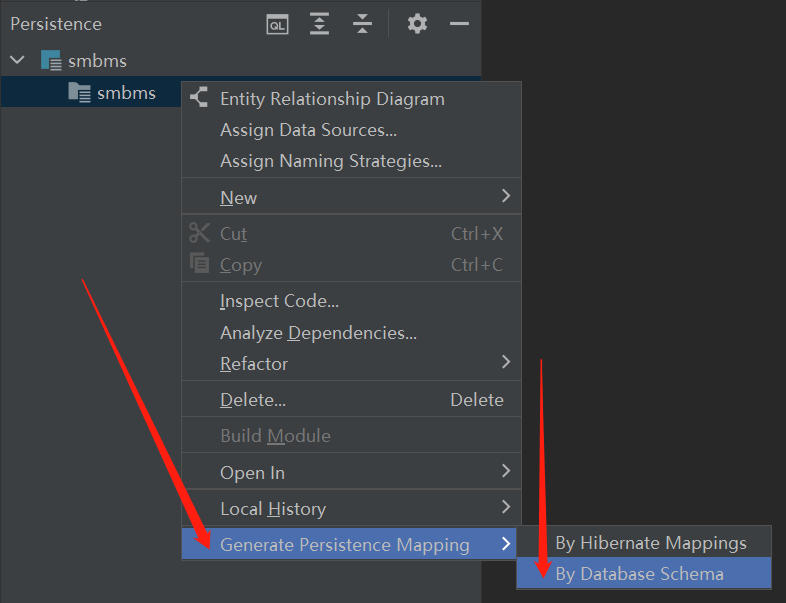 Persistence
QL
smbms
smbms
Entity Relationship Diagram
Assign Data Sources...
Assign Naming Strategies...
New
Cut Ctrl+X
Copy Ctrl+C
Inspect Code...
Analyze Dependencies...
Refactor
Delete... Delete
Build Module
Open In
Local History
Generate Persistence Mapping
By Hibernate Mappings
By Database Schema